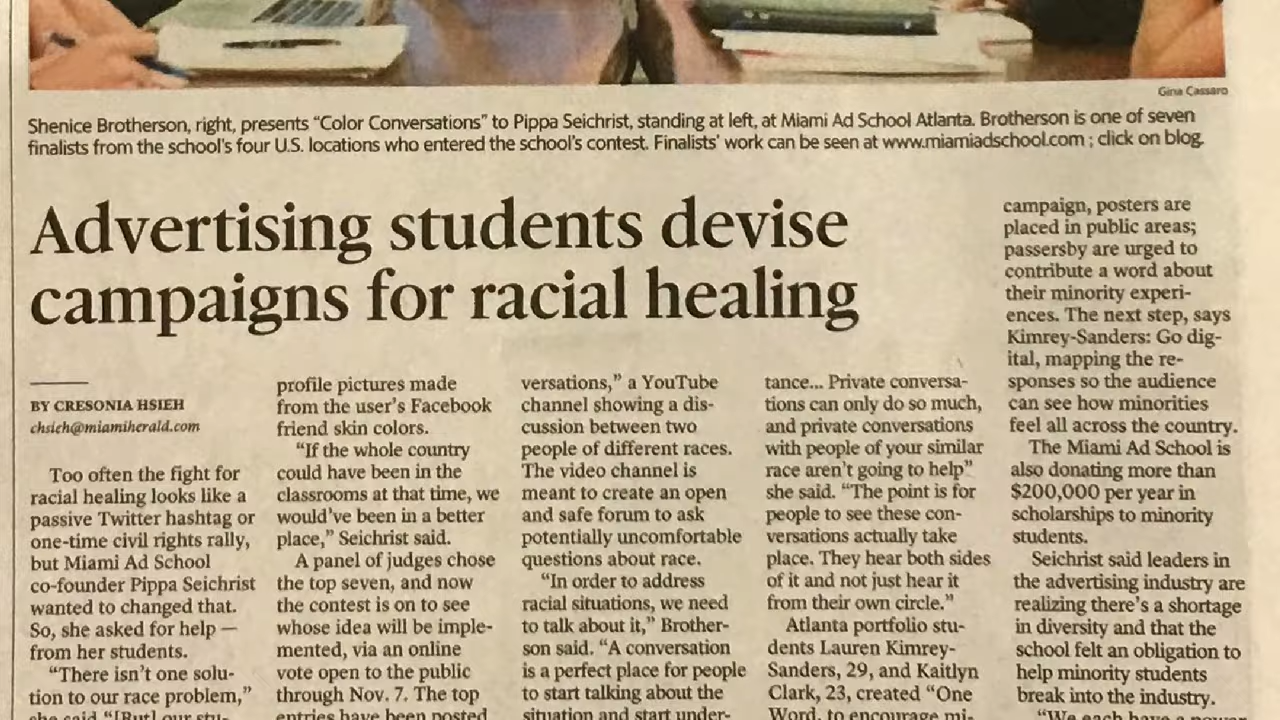 Gina Cassaro
Shenice Brotherson, right, presents “Color Conversations” to Pippa Seichrist, standing at left, at Miami Ad School Atlanta. Brotherson is one of seven
finalists from the school’s four U.S. locations who entered the school’s contest. Finalists’ work can be seen at www.miamiadschool.com ; click on blog.
Advertising students devise
campaigns for racial healing
BY CRESONIA HSIEH
chsieh@miamiherald.com
Too often the fight for
racial healing looks like a
passive Twitter hashtag or
one-time civil rights rally,
but Miami Ad School
co-founder Pippa Seichrist
wanted to changed that.
So, she asked for help —
from her students.
“There isn’t one solu-
tion to our race problem,”
she said “[But] our stu-
profile pictures made
from the user’s Facebook
friend skin colors.
“If the whole country
could have been in the
classrooms at that time, we
would’ve been in a better
place,” Seichrist said.
A panel of judges chose
the top seven, and now
the contest is on to see
whose idea will be imple-
mented, via an online
vote open to the public
through Nov. 7. The top
entries have been posted
versations,” a YouTube
channel showing a dis-
cussion between two
people of different races.
The video channel is
meant to create an open
and safe forum to ask
potentially uncomfortable
questions about race.
“In order to address
racial situations, we need
to talk about it,” Brother-
son said. “A conversation
is a perfect place for people
to start talking about the
situation and start under-
tance... Private conversa-
tions can only do so much,
and private conversations
with people of your similar
race aren’t going to help”
she said. “The point is for
people to see these con-
versations actually take
place. They hear both sides
of it and not just hear it
from their own circle.”
Atlanta portfolio stu-
dents Lauren Kimrey-
Sanders, 29, and Kaitlyn
Clark, 23, created “One
Word, to encourage mi-
campaign, posters are
placed in public areas;
passersby are urged to
contribute a word about
their minority experi-
ences. The next step, says
Kimrey-Sanders: Go dig-
ital, mapping the re-
sponses so the audience
can see how minorities
feel all across the country.
The Miami Ad School is
also donating more than
$200,000 per year in
scholarships to minority
students.
Seichrist said leaders in
the advertising industry are
realizing there’s a shortage
in diversity and that the
school felt an obligation to
help minority students
break into the industry.
“We each have a power